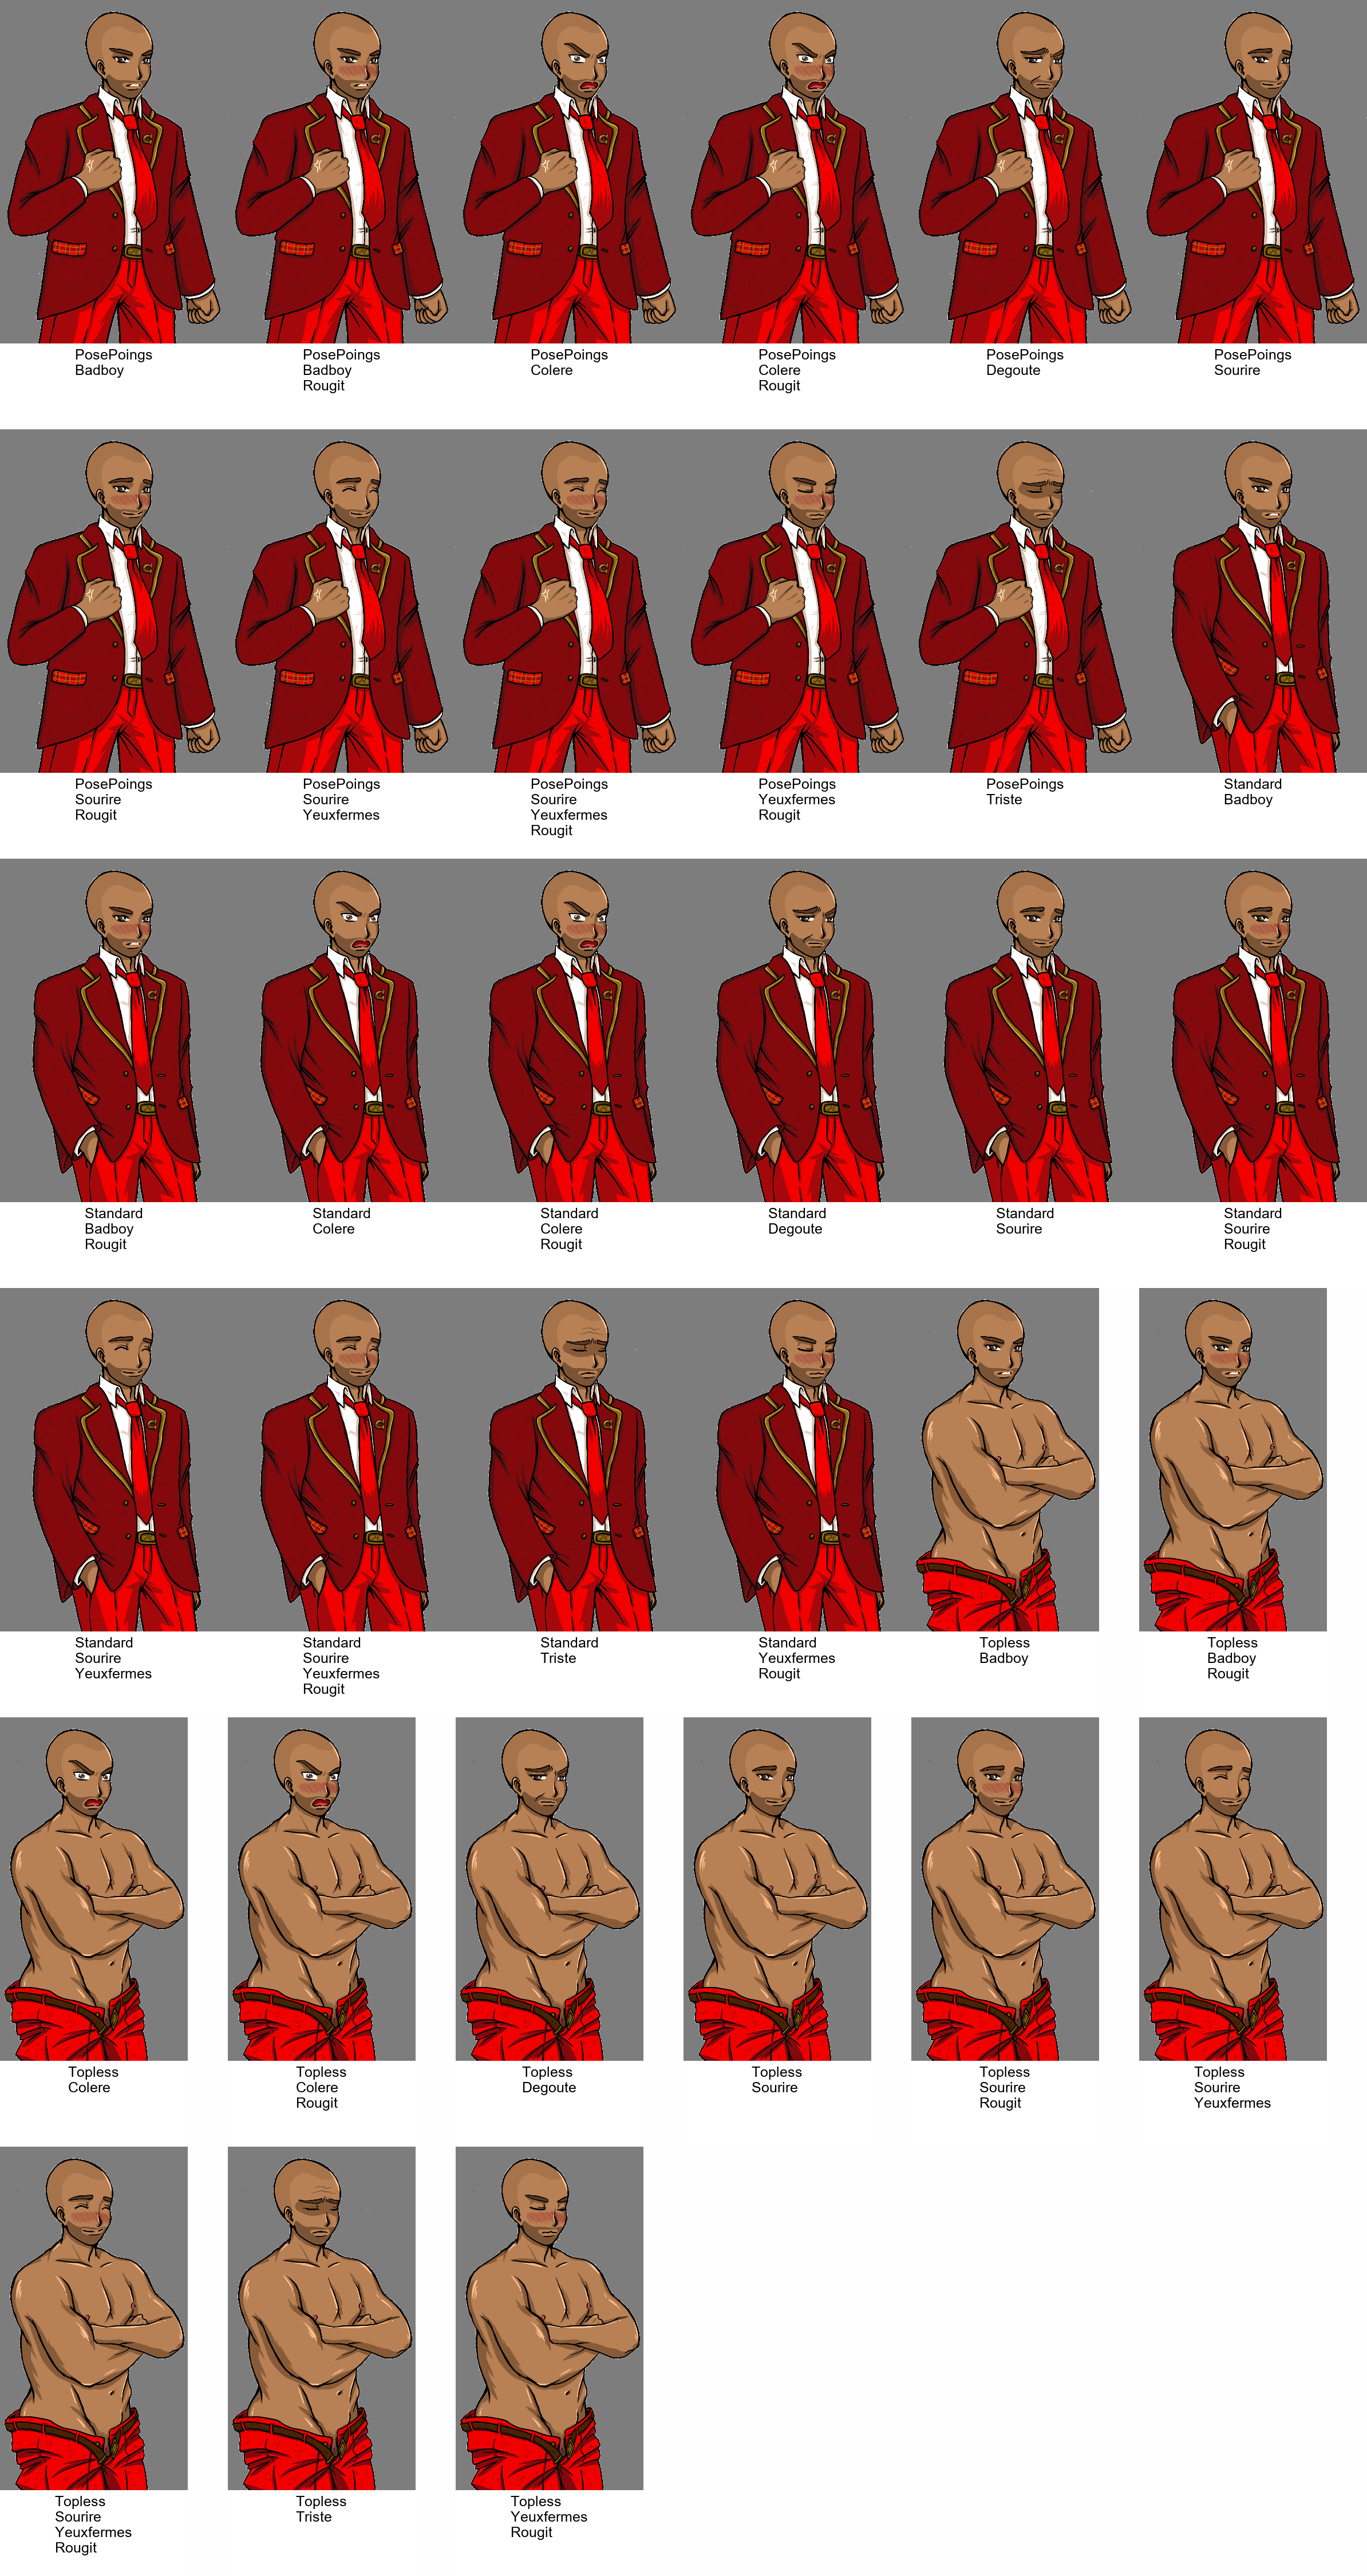 PosePoings
Badboy
PosePoings
Badboy
Rougit
PosePoings
Colere
PosePoings
Colere
Rougit
PosePoings
Degoute
PosePoings
Sourire
PosePoings
Sourire
Rougit
PosePoings
Sourire
Yeuxfermes
PosePoings
Sourire
Yeuxfermes
Rougit
PosePoings
Yeuxfermes
Rougit
PosePoings
Triste
Standard
Badboy
Standard
Badboy
Rougit
Standard
Colere
Standard
Colere
Rougit
Standard
Degoute
Standard
Sourire
Standard
Sourire
Rougit
Standard
Sourire
Yeuxfermes
Standard
Sourire
Yeuxfermes
Rougit
Standard
Triste
Standard
Yeuxfermes
Rougit
Topless
Badboy
Topless
Badboy
Rougit
Topless
Colere
Topless
Colere
Rougit
Topless
Degoute
Topless
Sourire
Topless
Sourire
Rougit
Topless
Sourire
Yeuxfermes
Topless
Sourire
Yeuxfermes
Rougit
Topless
Triste
Topless
Yeuxfermes
Rougit